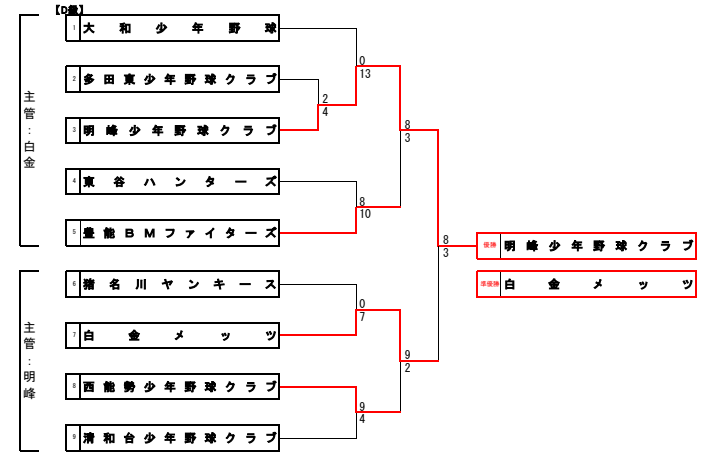 【D級】
主管：白金
1 大和少年野球
2 多田東少年野球クラブ
3 明峰少年野球クラブ
4 東谷ハンターズ
5 豊能BMファイターズ
主管：明峰
6 猪名川ヤンキース
7 白金メッツ
8 西能勢少年野球クラブ
9 清和台少年野球クラブ
2
4
0
13
8
10
0
7
9
4
8
3
9
2
8
3
優勝 明峰少年野球クラブ
準優勝 白金メッツ